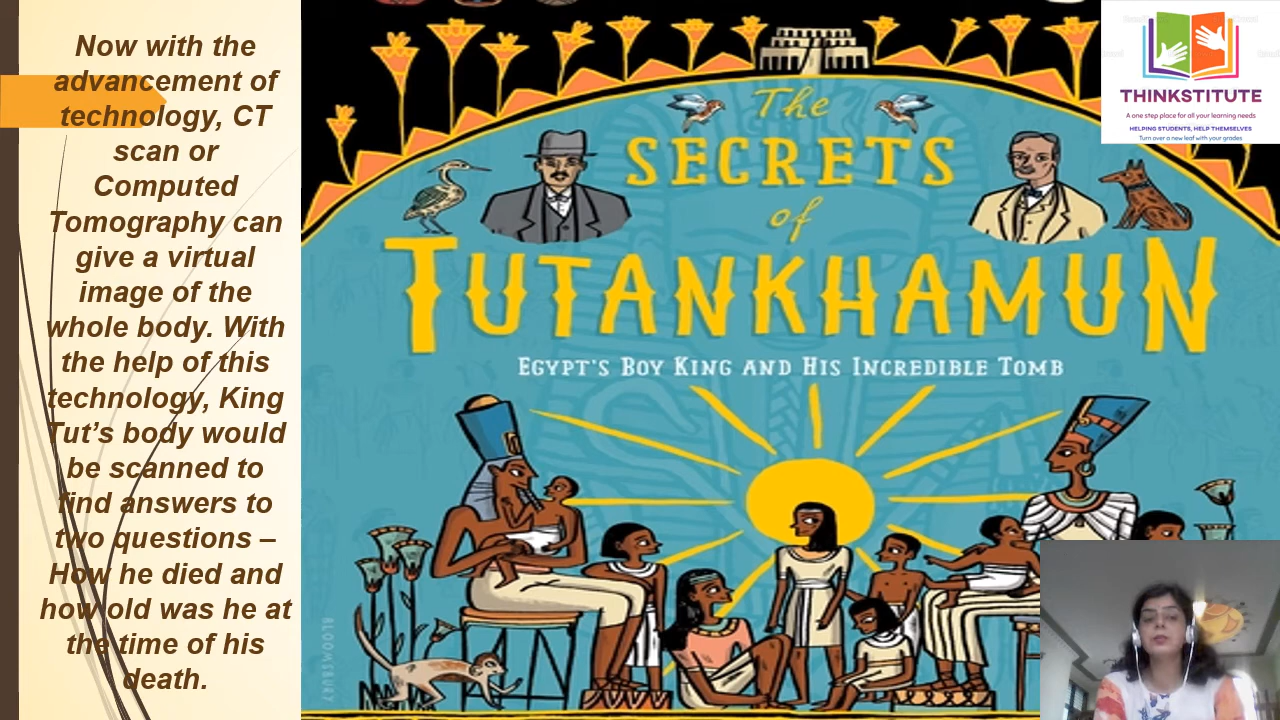 Now with the
advancement of
technology, CT
scan or
Computed
Tomography can
give a virtual
image of the
whole body. With
the help of this
technology, King
Tut’s body would
be scanned to
find answers to
two questions –
How he died and
how old was he at
the time of his
death.
The
SECRETS
of
TUTANKHAMUN
EGYPT'S BOY KING AND HIS INCREDIBLE TOMB
BLOOMSBURY
THINKSTITUTE
A one step place for all your learning needs
HELPING STUDENTS, HELP THEMSELVES
Turn over a new leaf with your grades